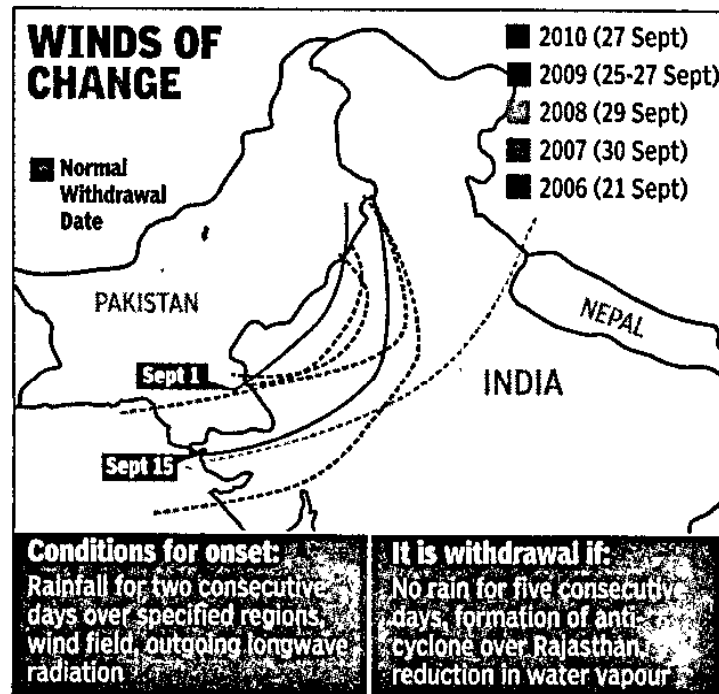 WINDS OF
CHANGE
Normal
Withdrawal
Date
2010 (27 Sept)
2009 (25-27 Sept)
2008 (29 Sept)
2007 (30 Sept)
2006 (21 Sept)
PAKISTAN
NEPAL
INDIA
Sept 1
Sept 15
Conditions for onset:
Rainfall for two consecutive
days over specified regions,
wind field, outgoing longwave
radiation
It is withdrawal if:
No rain for five consecutive
days, formation of anti-
cyclone over Rajasthan,
reduction in water vapour